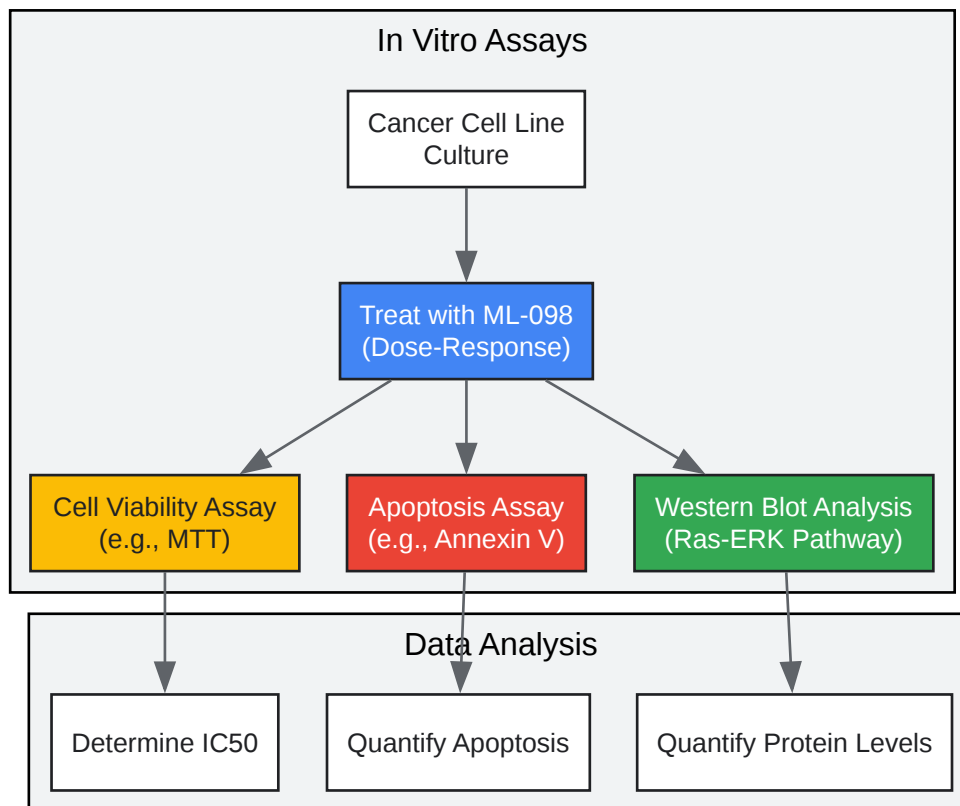 In Vitro Assays
Cancer Cell Line
Culture
Treat with ML-098
(Dose-Response)
Cell Viability Assay
(e.g., MTT)
Apoptosis Assay
(e.g., Annexin V)
Western Blot Analysis
(Ras-ERK Pathway)
Data Analysis
Determine IC50
Quantify Apoptosis
Quantify Protein Levels